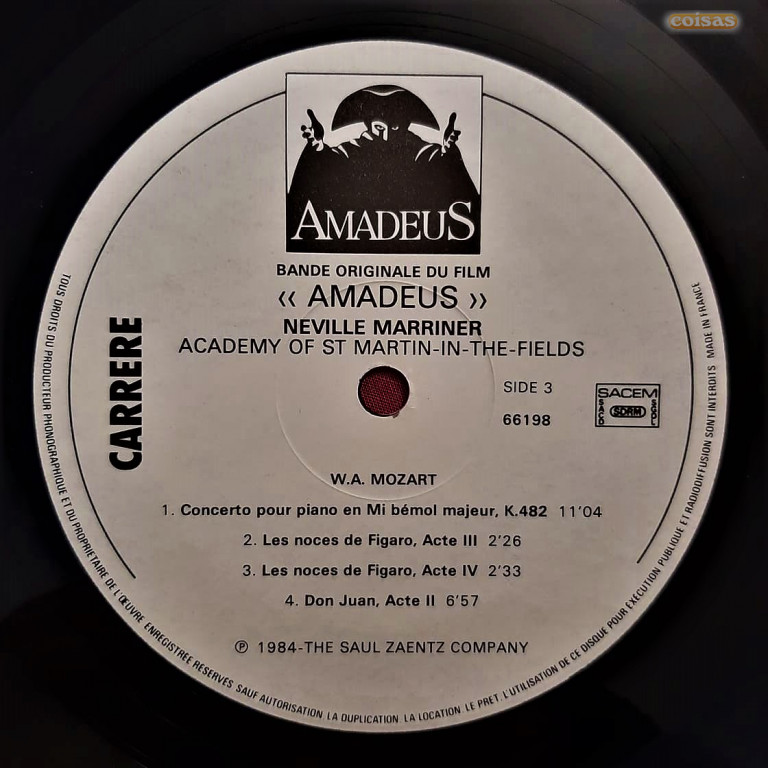 coisas
AMADEUS
BANDE ORIGINALE DU FILM
‹‹ AMADEUS ››
NEVILLE MARRINER
ACADEMY OF ST MARTIN-IN-THE-FIELDS
CARRERE
SIDE 3
66198
SACEM
SACD
SDRM
SGDL
W.A. MOZART
1. Concerto pour piano en Mi bémol majeur, K.482 11'04
2. Les noces de Figaro, Acte III 2'26
3. Les noces de Figaro, Acte IV 2'33
4. Don Juan, Acte II 6'57
℗ 1984-THE SAUL ZAENTZ COMPANY
TOUS DROITS DU PRODUCTEUR PHONOGRAPHIQUE ET DU PROPRIETAIRE DE L'ŒUVRE ENREGISTREE RESERVES SAUF AUTORISATION LA DUPLICATION LA LOCATION LE PRET, L'UTILISATION DE CE DISQUE POUR EXECUTION PUBLIQUE ET RADIODIFFUSION SONT INTERDITS MADE IN FRANCE